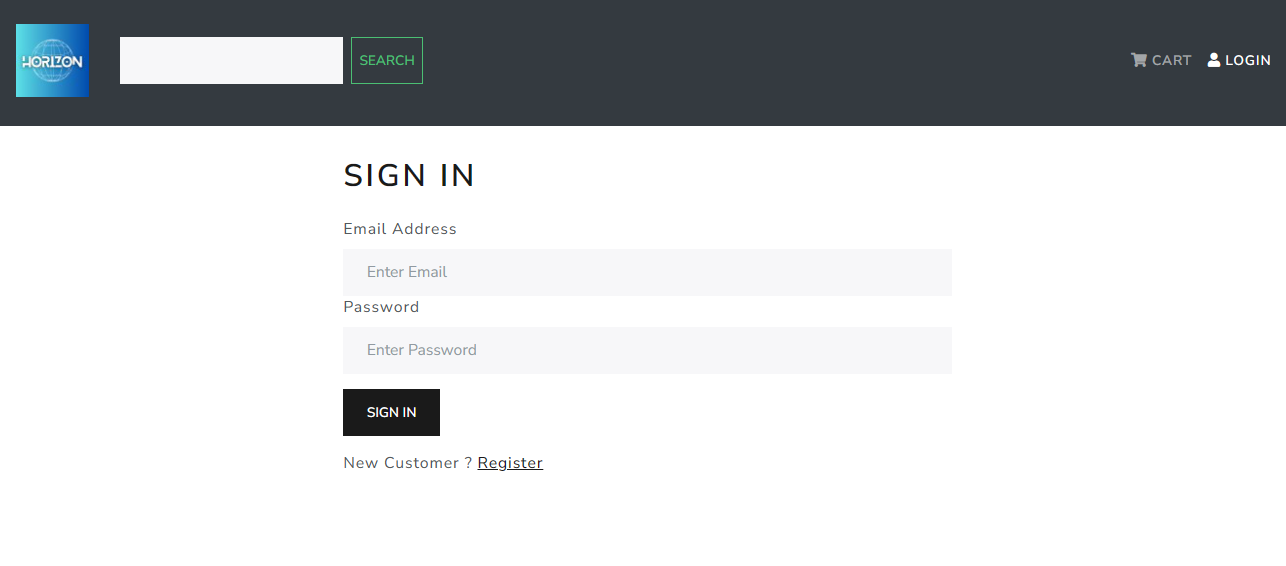 HORIZON
SEARCH
CART
LOGIN
SIGN IN
Email Address
Enter Email
Password
Enter Password
SIGN IN
New Customer ? Register